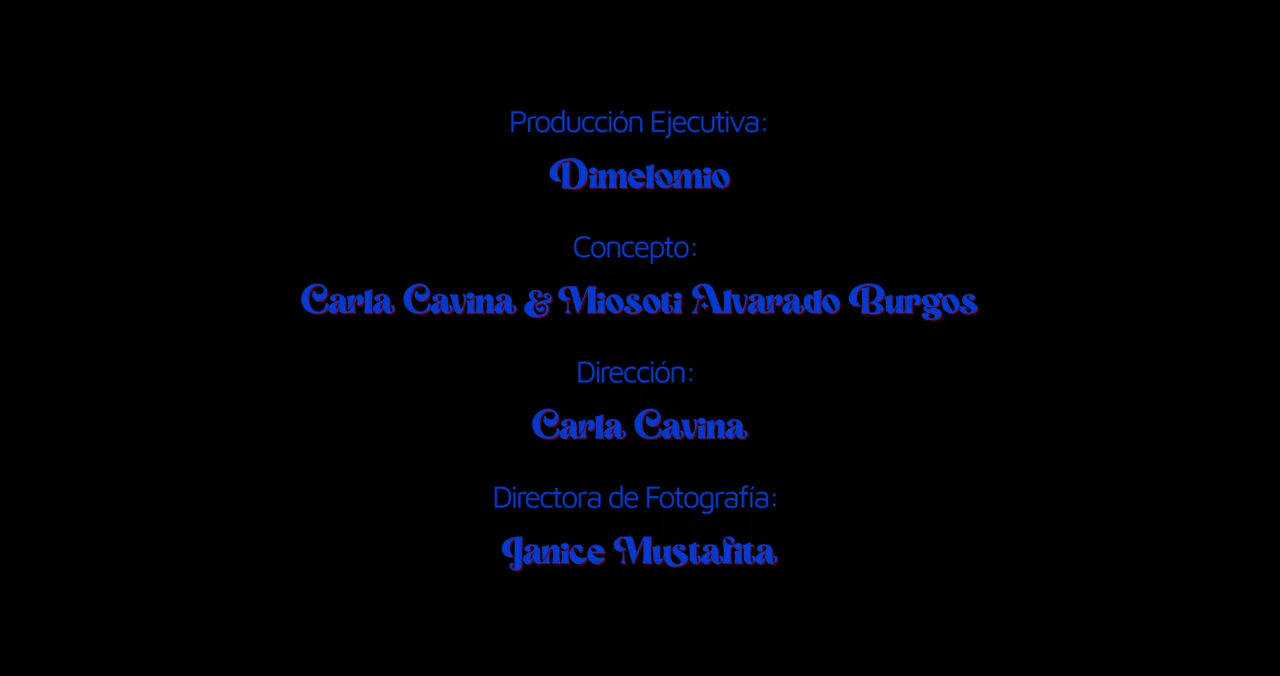 Producción Ejecutiva:
Dimelomio
Concepto:
Carla Cavina & Miosoti Alvarado Burgos
Dirección:
Carla Cavina
Directora de Fotografía:
Janice Mustafita